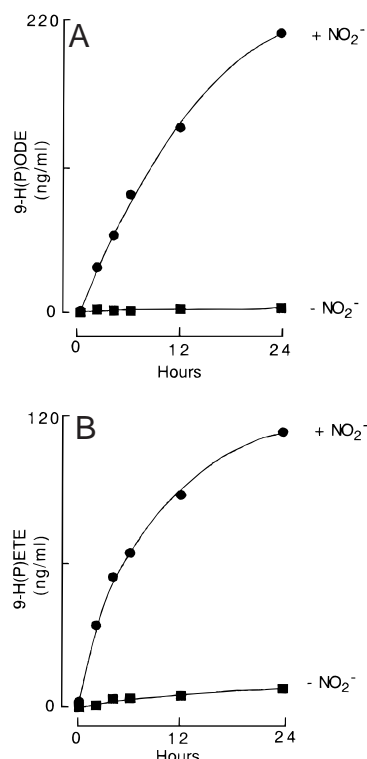 A
220
+ NO₂⁻
9-H(P)ODE
(ng/ml)
0
- NO₂⁻
0 12 24
Hours
B
120
+ NO₂⁻
9-H(P)ETE
(ng/ml)
- NO₂⁻
0
0 12 24
Hours